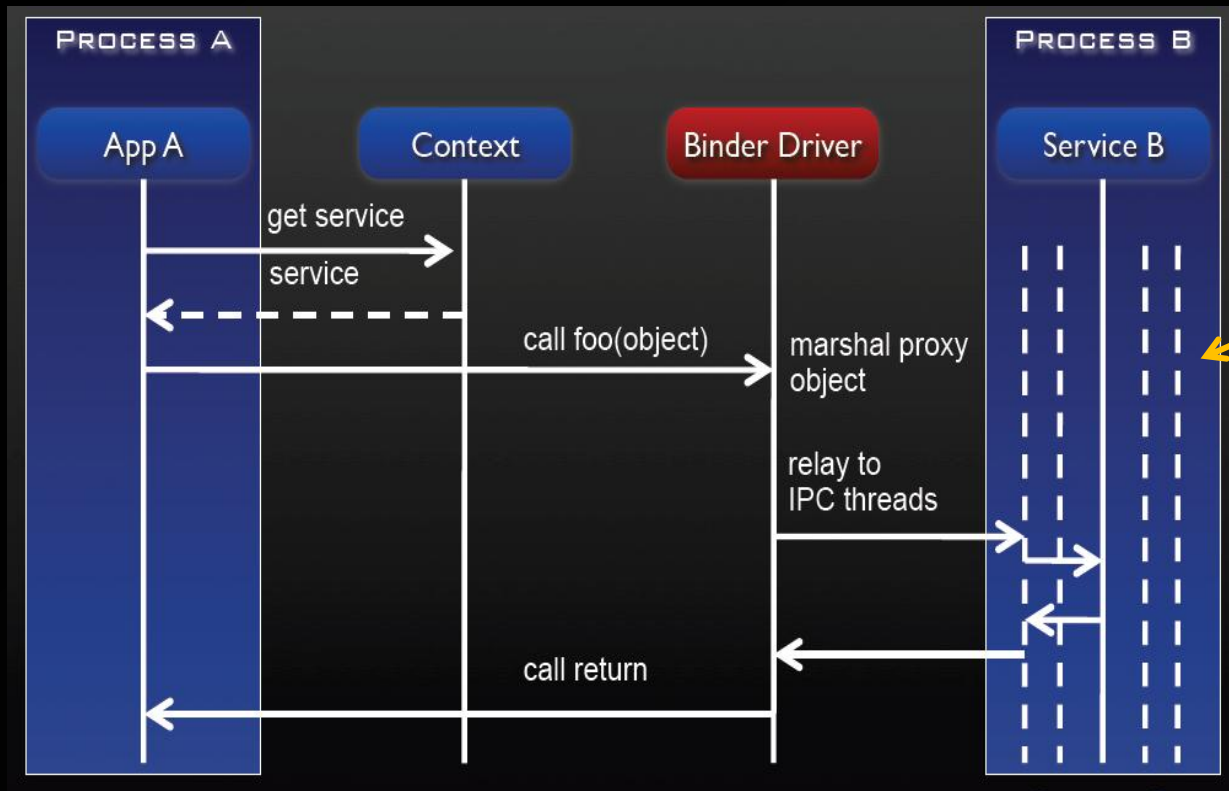 PROCESS A
PROCESS B
App A
Context
Binder Driver
Service B
get service
service
call foo(object)
marshal proxy
object
relay to
IPC threads
call return